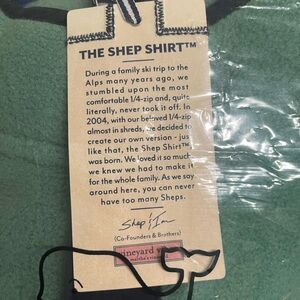 THE SHEP SHIRT™
During a family ski trip to the
Alps many years ago, we
stumbled upon the most
comfortable 1/4-zip and, quite
literally, never took it off. In
2004, with our beloved 1/4-zip
almost in shreds, we decided to
create our own version - just
like that, the Shep Shirt™
was born. We loved it so much
we knew we had to make it
for the whole family. As we say
around here, you can never
have too many Sheps.
Shep & Ian
(Co-Founders & Brothers)
vineyard
martha's